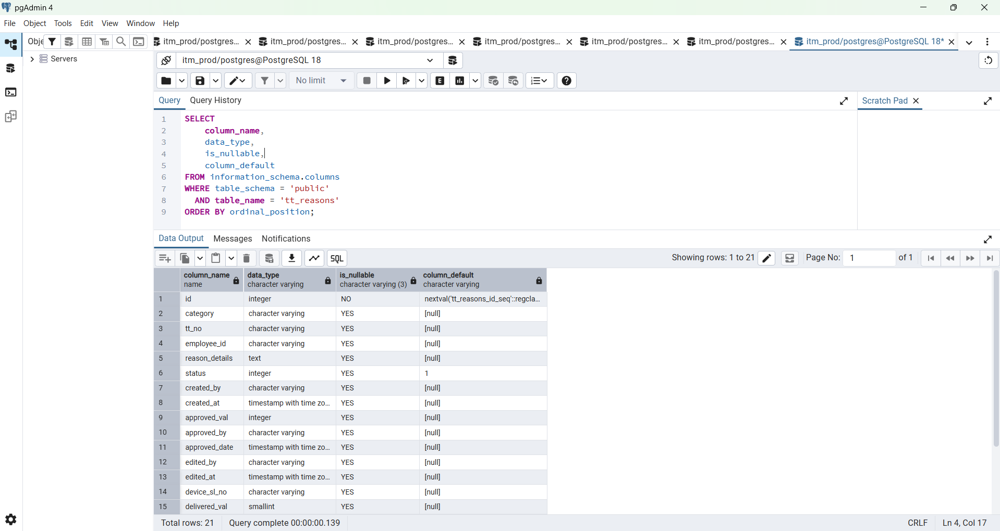 pgAdmin 4
File Object Tools Edit View Window Help
Obje
itm_prod/postgres... itm_prod/postgres... itm_prod/postgres... itm_prod/postgres... itm_prod/postgres... itm_prod/postgres... itm_prod/postgres@PostgreSQL 18*
Servers
itm_prod/postgres@PostgreSQL 18
No limit
E
Query Query History
Scratch Pad
1 SELECT
2 column_name,
3 data_type,
4 is_nullable,
5 column_default
6 FROM information_schema.columns
7 WHERE table_schema = 'public'
8 AND table_name = 'tt_reasons'
9 ORDER BY ordinal_position;
Data Output Messages Notifications
SQL
Showing rows: 1 to 21 Page No: 1 of 1
column_name data_type is_nullable column_default
name character varying character varying (3) character varying
1 id integer NO nextval('tt_reasons_id_seq'::regcla...
2 category character varying YES [null]
3 tt_no character varying YES [null]
4 employee_id character varying YES [null]
5 reason_details text YES [null]
6 status integer YES 1
7 created_by character varying YES [null]
8 created_at timestamp with time zo... YES [null]
9 approved_val integer YES [null]
10 approved_by character varying YES [null]
11 approved_date timestamp with time zo... YES [null]
12 edited_by character varying YES [null]
13 edited_at timestamp with time zo... YES [null]
14 device_sl_no character varying YES [null]
15 delivered_val smallint YES [null]
Total rows: 21 Query complete 00:00:00.139 CRLF Ln 4, Col 17